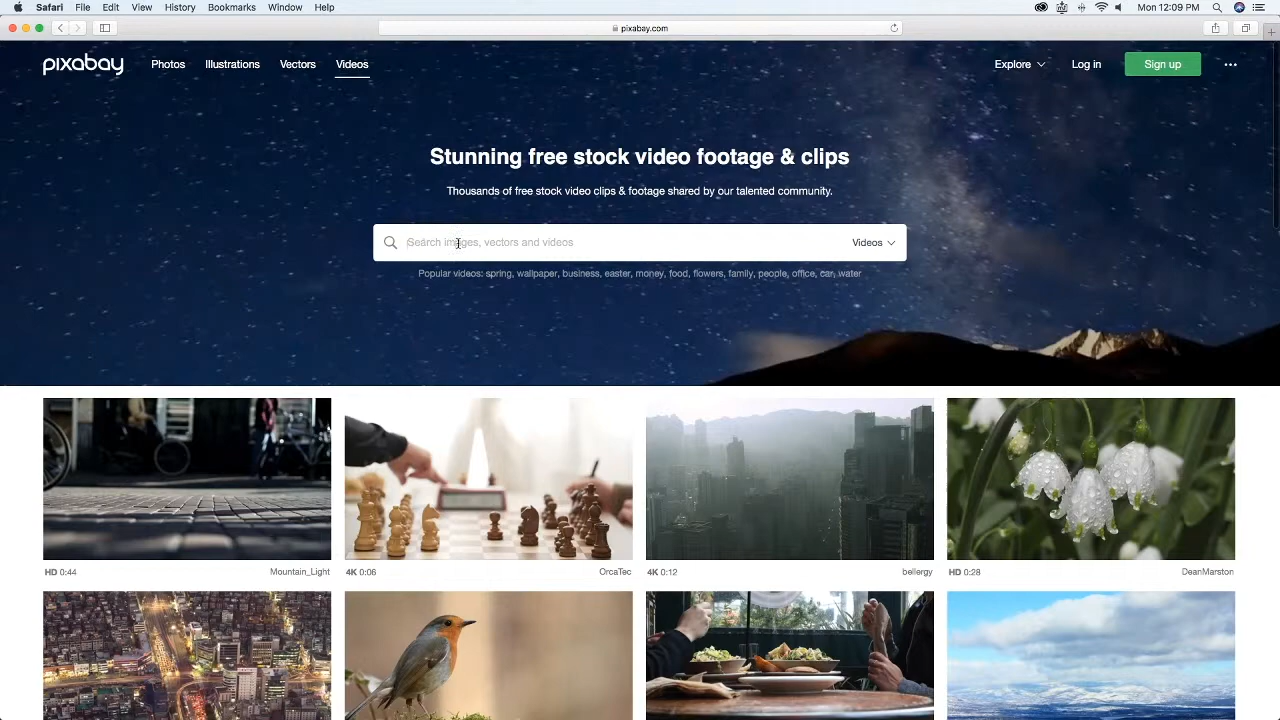 Safari File Edit View History Bookmarks Window Help Mon 12:09 PM
pixabay.com
pixabay Photos Illustrations Vectors Videos Explore Log in Sign up
Stunning free stock video footage & clips
Thousands of free stock video clips & footage shared by our talented community.
Search images, vectors and videos Videos
Popular videos: spring, wallpaper, business, easter, money, food, flowers, family, people, office, car, water
HD 0:44 Mountain_Light 4K 0:06 OrcaTec 4K 0:12 bellergy HD 0:28 DeanMarston